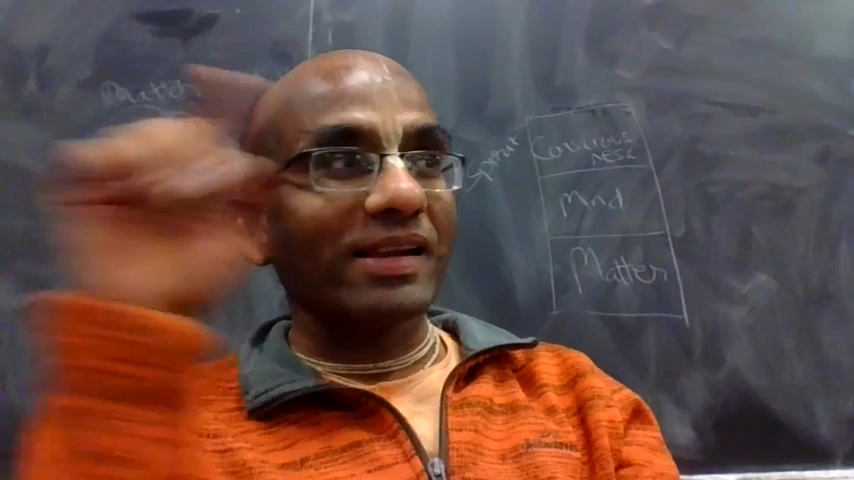 Matter
Spirit
Conscious
ness
Mind
Matter